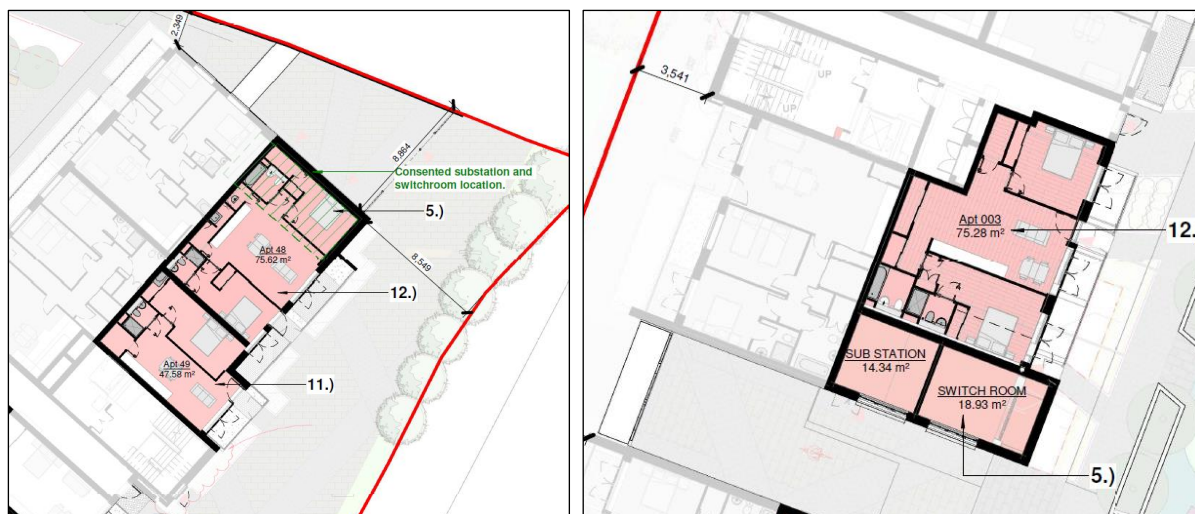 2,349
8,864
Consented substation and
switchroom location.
5.)
Apt 48
75.62 m²
8,549
12.)
Apt 49
47.58 m²
11.)
3,541
UP
UP
Apt 003
75.28 m²
12.
SUB STATION
14.34 m²
SWITCH ROOM
18.93 m²
5.)